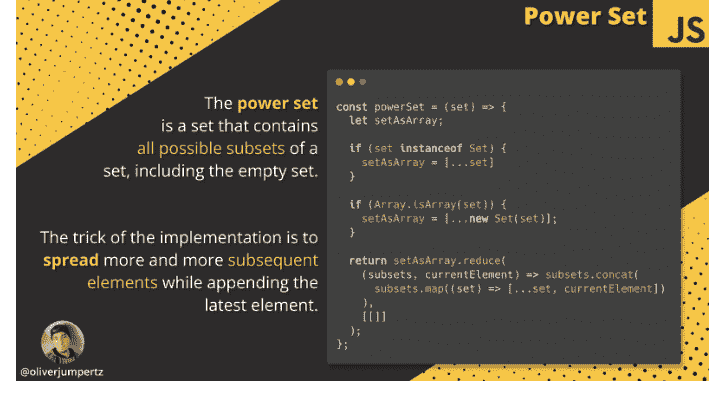 Power Set
JS
The power set
is a set that contains
all possible subsets of a
set, including the empty set.
The trick of the implementation is to
spread more and more subsequent
elements while appending the
latest element.
@oliverjumpertz
const powerSet = (set) => {
  let setAsArray;
  if (set instanceof Set) {
    setAsArray = [...set]
  }
  if (Array.isArray(set)) {
    setAsArray = [...new Set(set)];
  }
  return setAsArray.reduce(
    (subsets, currentElement) => subsets.concat(
      subsets.map((set) => [...set, currentElement])
    ),
    [[]]
  );
};